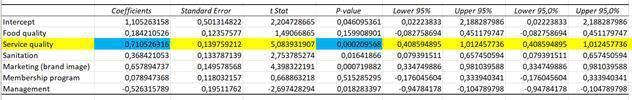 Coefficients Standard Error t Stat P-value Lower 95% Upper 95% Lower 95,0% Upper 95,0%
Intercept 1,105263158 0,501314822 2,204728665 0,046095361 0,02223833 2,188287986 0,02223833 2,188287986
Food quality 0,184210526 0,12357577 1,49066865 0,159908901 -0,082758694 0,451179747 -0,082758694 0,451179747
Service quality 0,710526316 0,139759212 5,083931907 0,000209568 0,408594895 1,012457736 0,408594895 1,012457736
Sanitation 0,368421053 0,133787139 2,753785274 0,01641866 0,079391511 0,657450594 0,079391511 0,657450594
Marketing (brand image) 0,657894737 0,149578568 4,398322191 0,000719882 0,334749886 0,981039588 0,334749886 0,981039588
Membership program 0,078947368 0,118032157 0,668863218 0,515285295 -0,176045604 0,333940341 -0,176045604 0,333940341
Management -0,526315789 0,19511762 -2,697428294 0,018283397 -0,94784178 -0,104789798 -0,94784178 -0,104789798